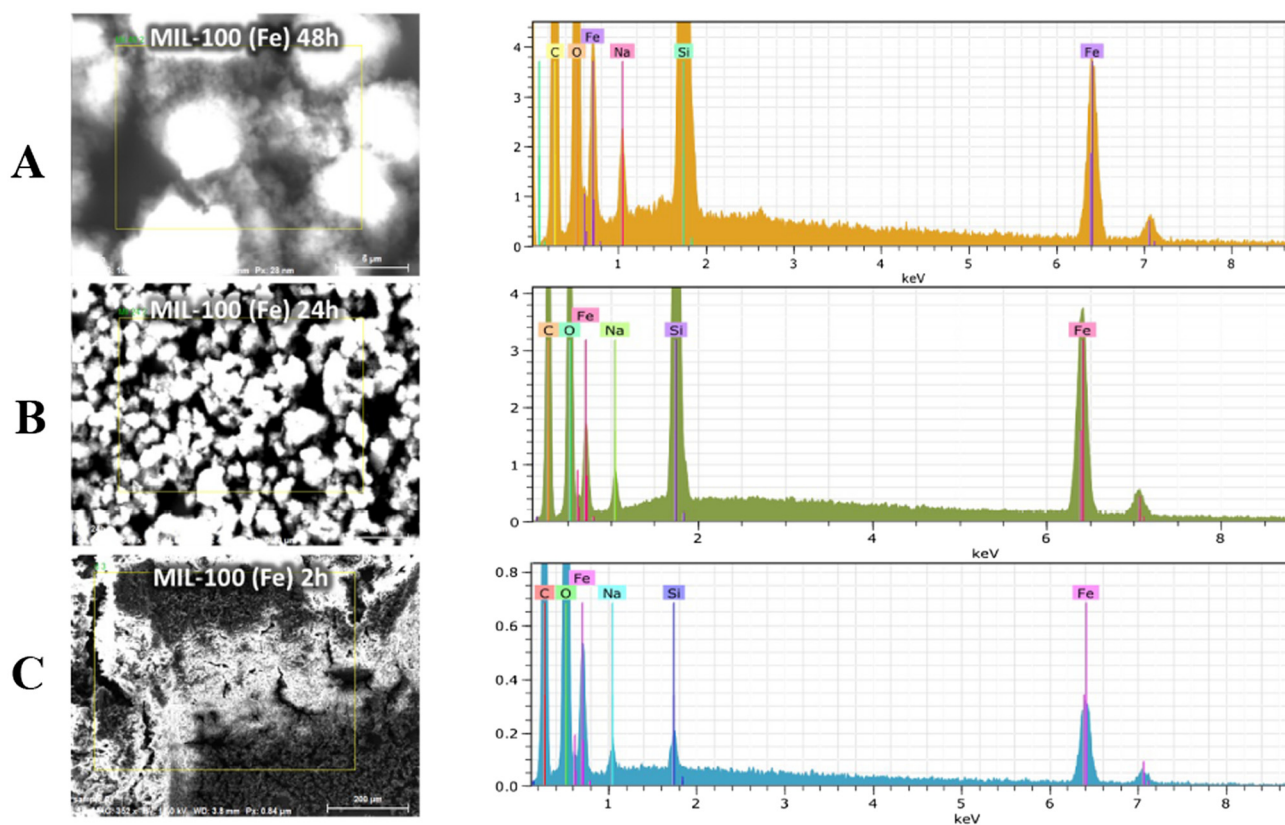 A
MIL-100 (Fe) 48h
Px: 28 nm
5 µm
4
3
2
1
0
C
O
Fe
Na
Si
Fe
1
2
3
4
5
6
7
8
keV
B
MIL-100 (Fe) 24h
4
3
2
1
0
C
O
Fe
Na
Si
Fe
2
4
6
8
keV
C
MIL-100 (Fe) 2h
WD: 3.8 mm Px: 0.84 µm
200 µm
0.8
0.6
0.4
0.2
0.0
C
O
Fe
Na
Si
Fe
1
2
3
4
5
6
7
8
keV